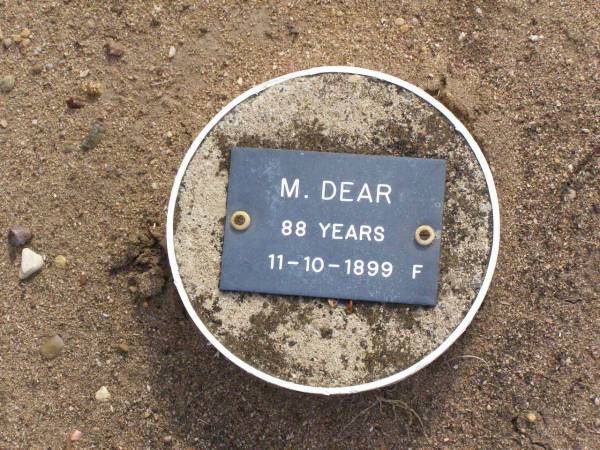 M. DEAR
88 YEARS
11-10-1899 F